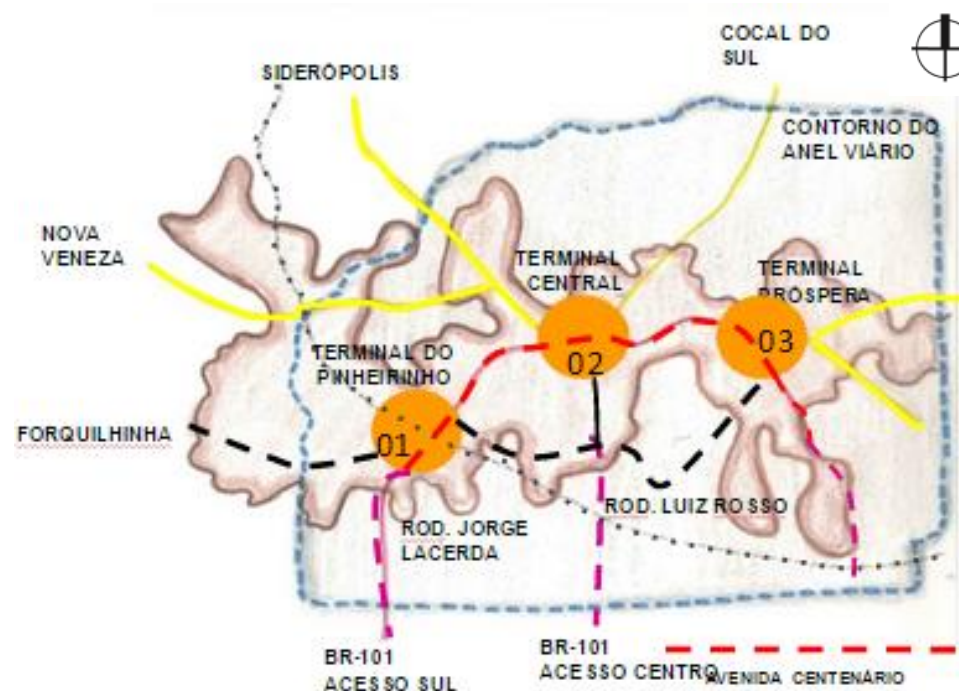 COCAL DO
SUL
SIDERÓPOLIS
CONTORNO DO
ANEL VIÁRIO
NOVA
VENEZA
TERMINAL
CENTRAL
TERMINAL
PRÓSPERA
03
02
TERMINAL DO
PINHEIRINHO
FORQUILHINHA
01
ROD. JORGE
LACERDA
ROD. LUIZ ROSSO
BR-101
ACESSO SUL
BR-101
ACESSO CENTRO
AVENIDA CENTENÁRIO